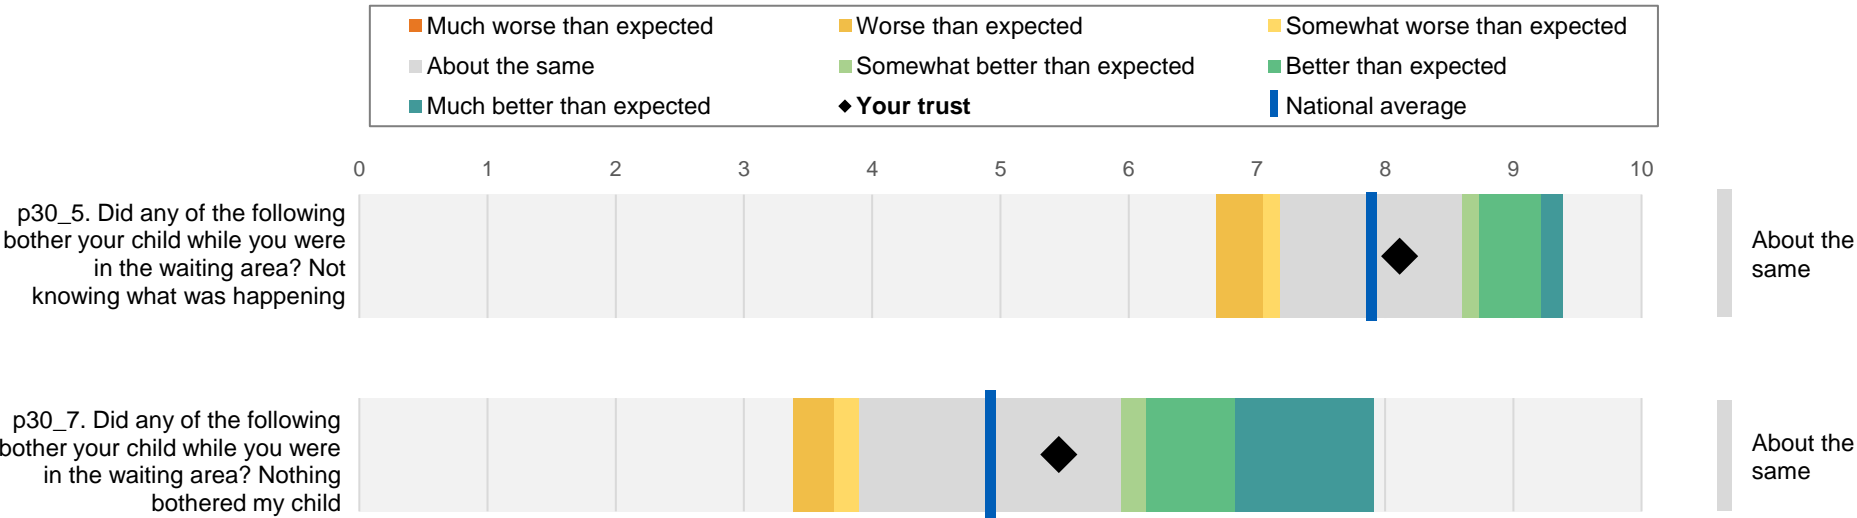 Much worse than expected
Worse than expected
Somewhat worse than expected
About the same
Somewhat better than expected
Better than expected
Much better than expected
Your trust
National average
0 1 2 3 4 5 6 7 8 9 10
p30_5. Did any of the following
bother your child while you were
in the waiting area? Not
knowing what was happening
About the
same
p30_7. Did any of the following
bother your child while you were
in the waiting area? Nothing
bothered my child
About the
same